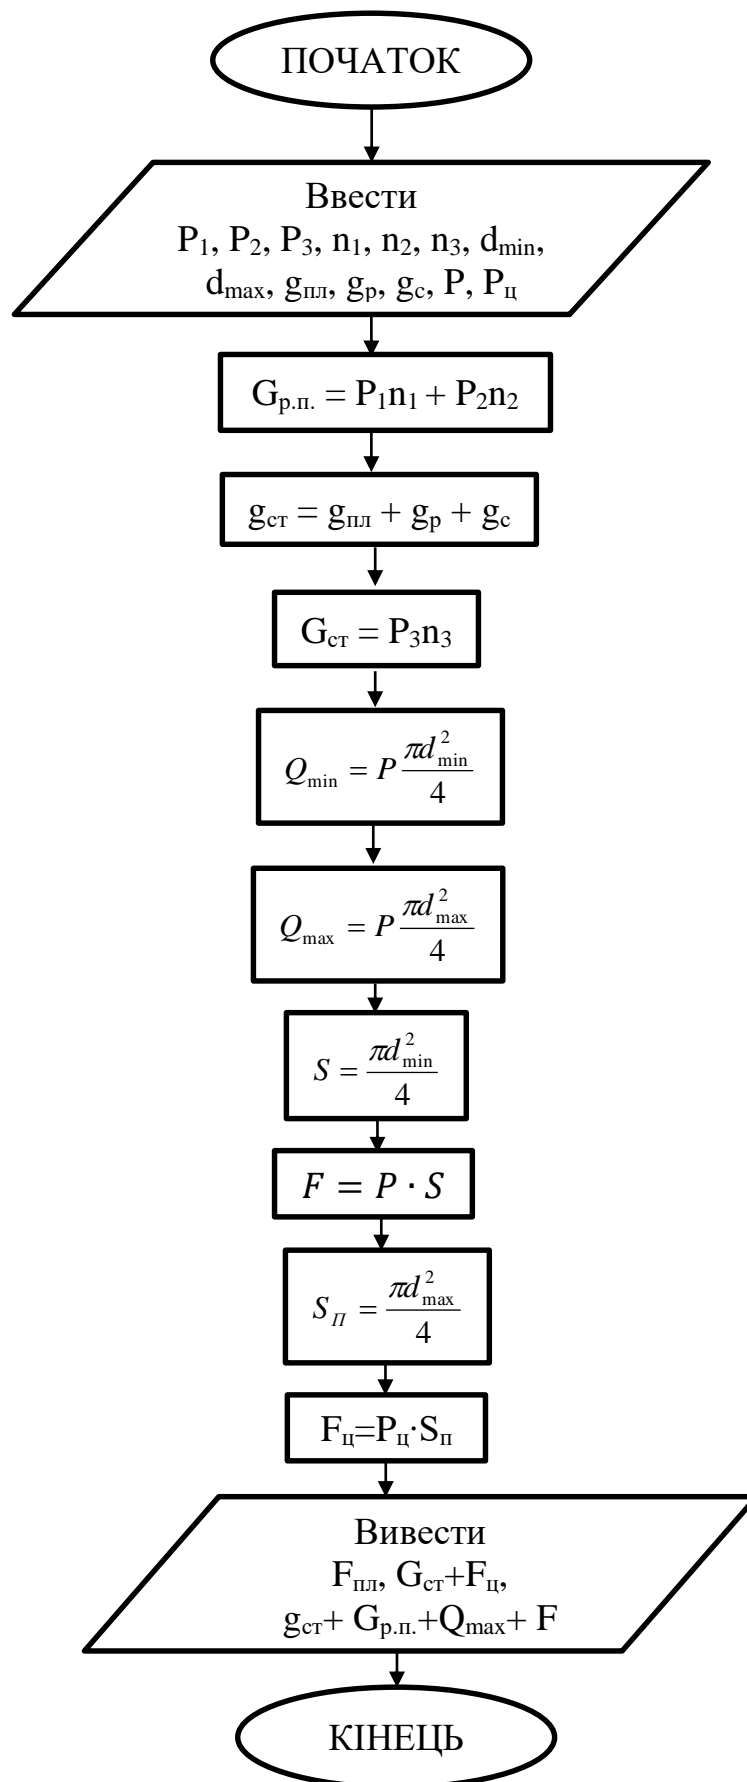 ПОЧАТОК
Ввести
P₁, P₂, P₃, n₁, n₂, n₃, d_min,
d_max, g_пл, g_р, g_с, P, P_ц
G_р.п. = P₁n₁ + P₂n₂
g_ст = g_пл + g_р + g_с
G_ст = P₃n₃
Q_min = P πd²_min / 4
Q_max = P πd²_max / 4
S = πd²_min / 4
F = P · S
S_П = πd²_max / 4
F_ц=P_ц·S_п
Вивести
F_пл, G_ст+F_ц,
g_ст+ G_р.п.+Q_max+ F
КІНЕЦЬ